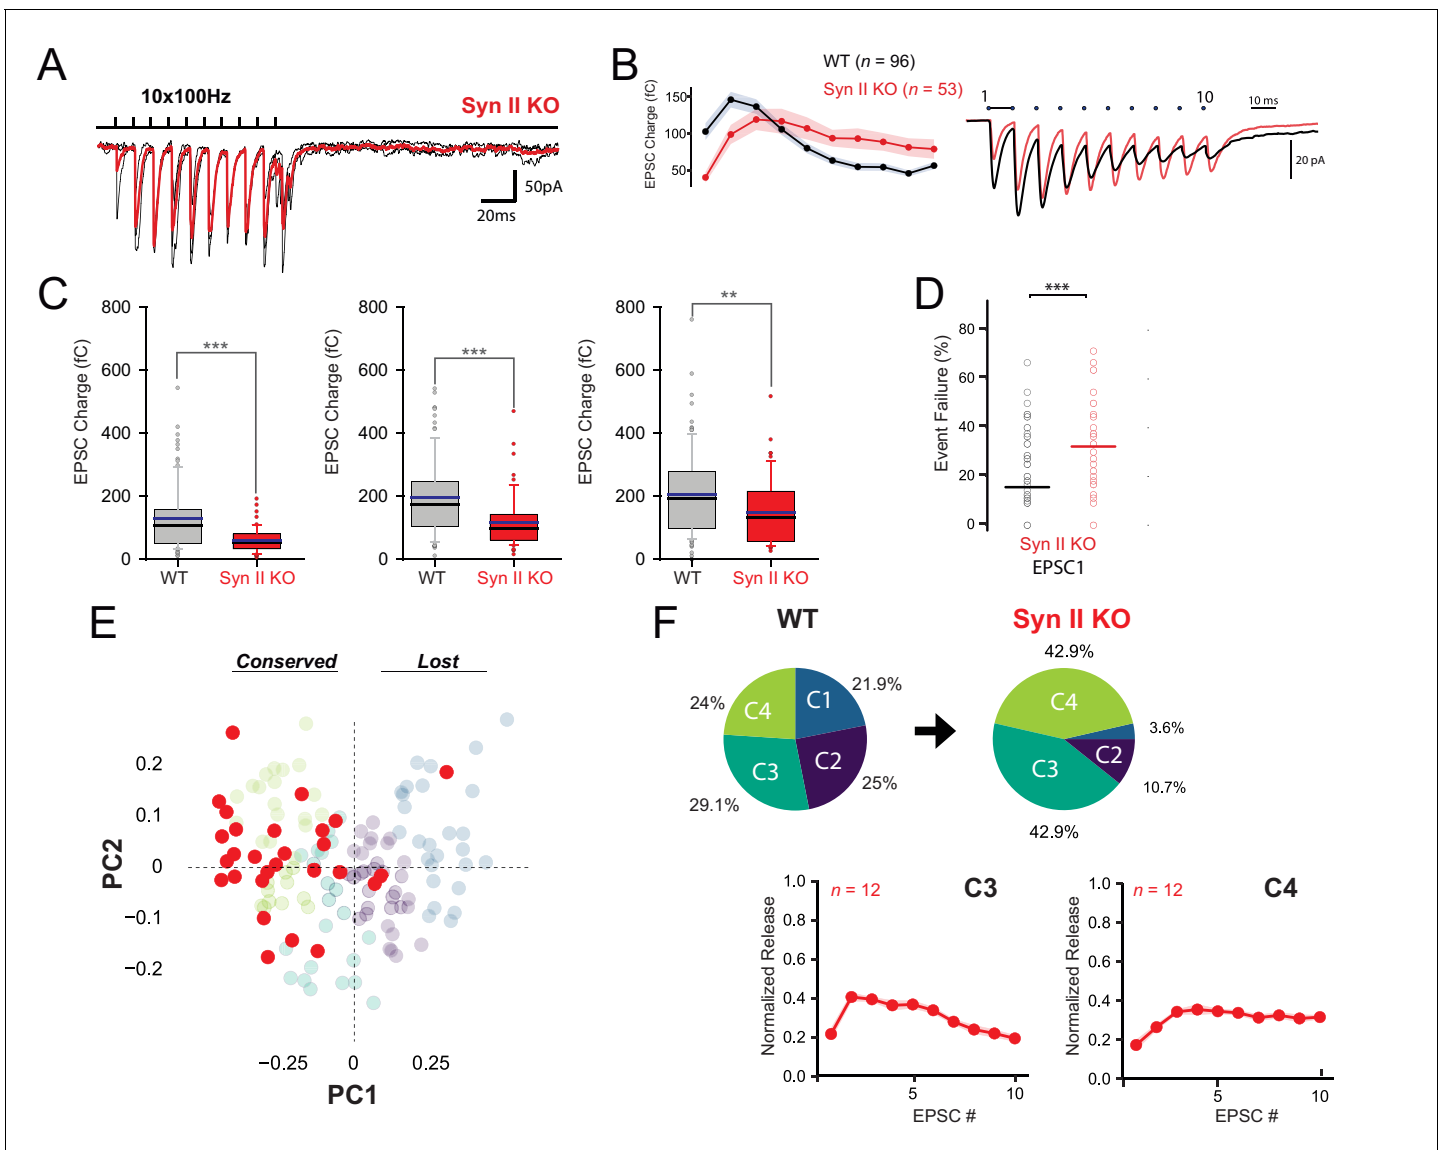 A
10x100Hz
Syn II KO
50pA
20ms
B
WT (n = 96)
Syn II KO (n = 53)
EPSC Charge (fC)
150
100
50
1
10
10 ms
20 pA
C
EPSC Charge (fC)
800
600
400
200
0
***
WT
Syn II KO
EPSC Charge (fC)
800
600
400
200
0
***
WT
Syn II KO
EPSC Charge (fC)
800
600
400
200
0
**
WT
Syn II KO
D
***
Event Failure (%)
80
60
40
20
0
Syn II KO
EPSC1
E
Conserved
Lost
PC2
0.2
0.1
0
−0.1
−0.2
−0.25
0
0.25
PC1
F
WT
24%
C4
C1
21.9%
C3
C2
29.1%
25%
Syn II KO
42.9%
C4
3.6%
C3
C2
10.7%
42.9%
n = 12
C3
Normalized Release
1.0
0.8
0.6
0.4
0.2
0.0
5
10
EPSC #
n = 12
C4
Normalized Release
1.0
0.8
0.6
0.4
0.2
0.0
5
10
EPSC #